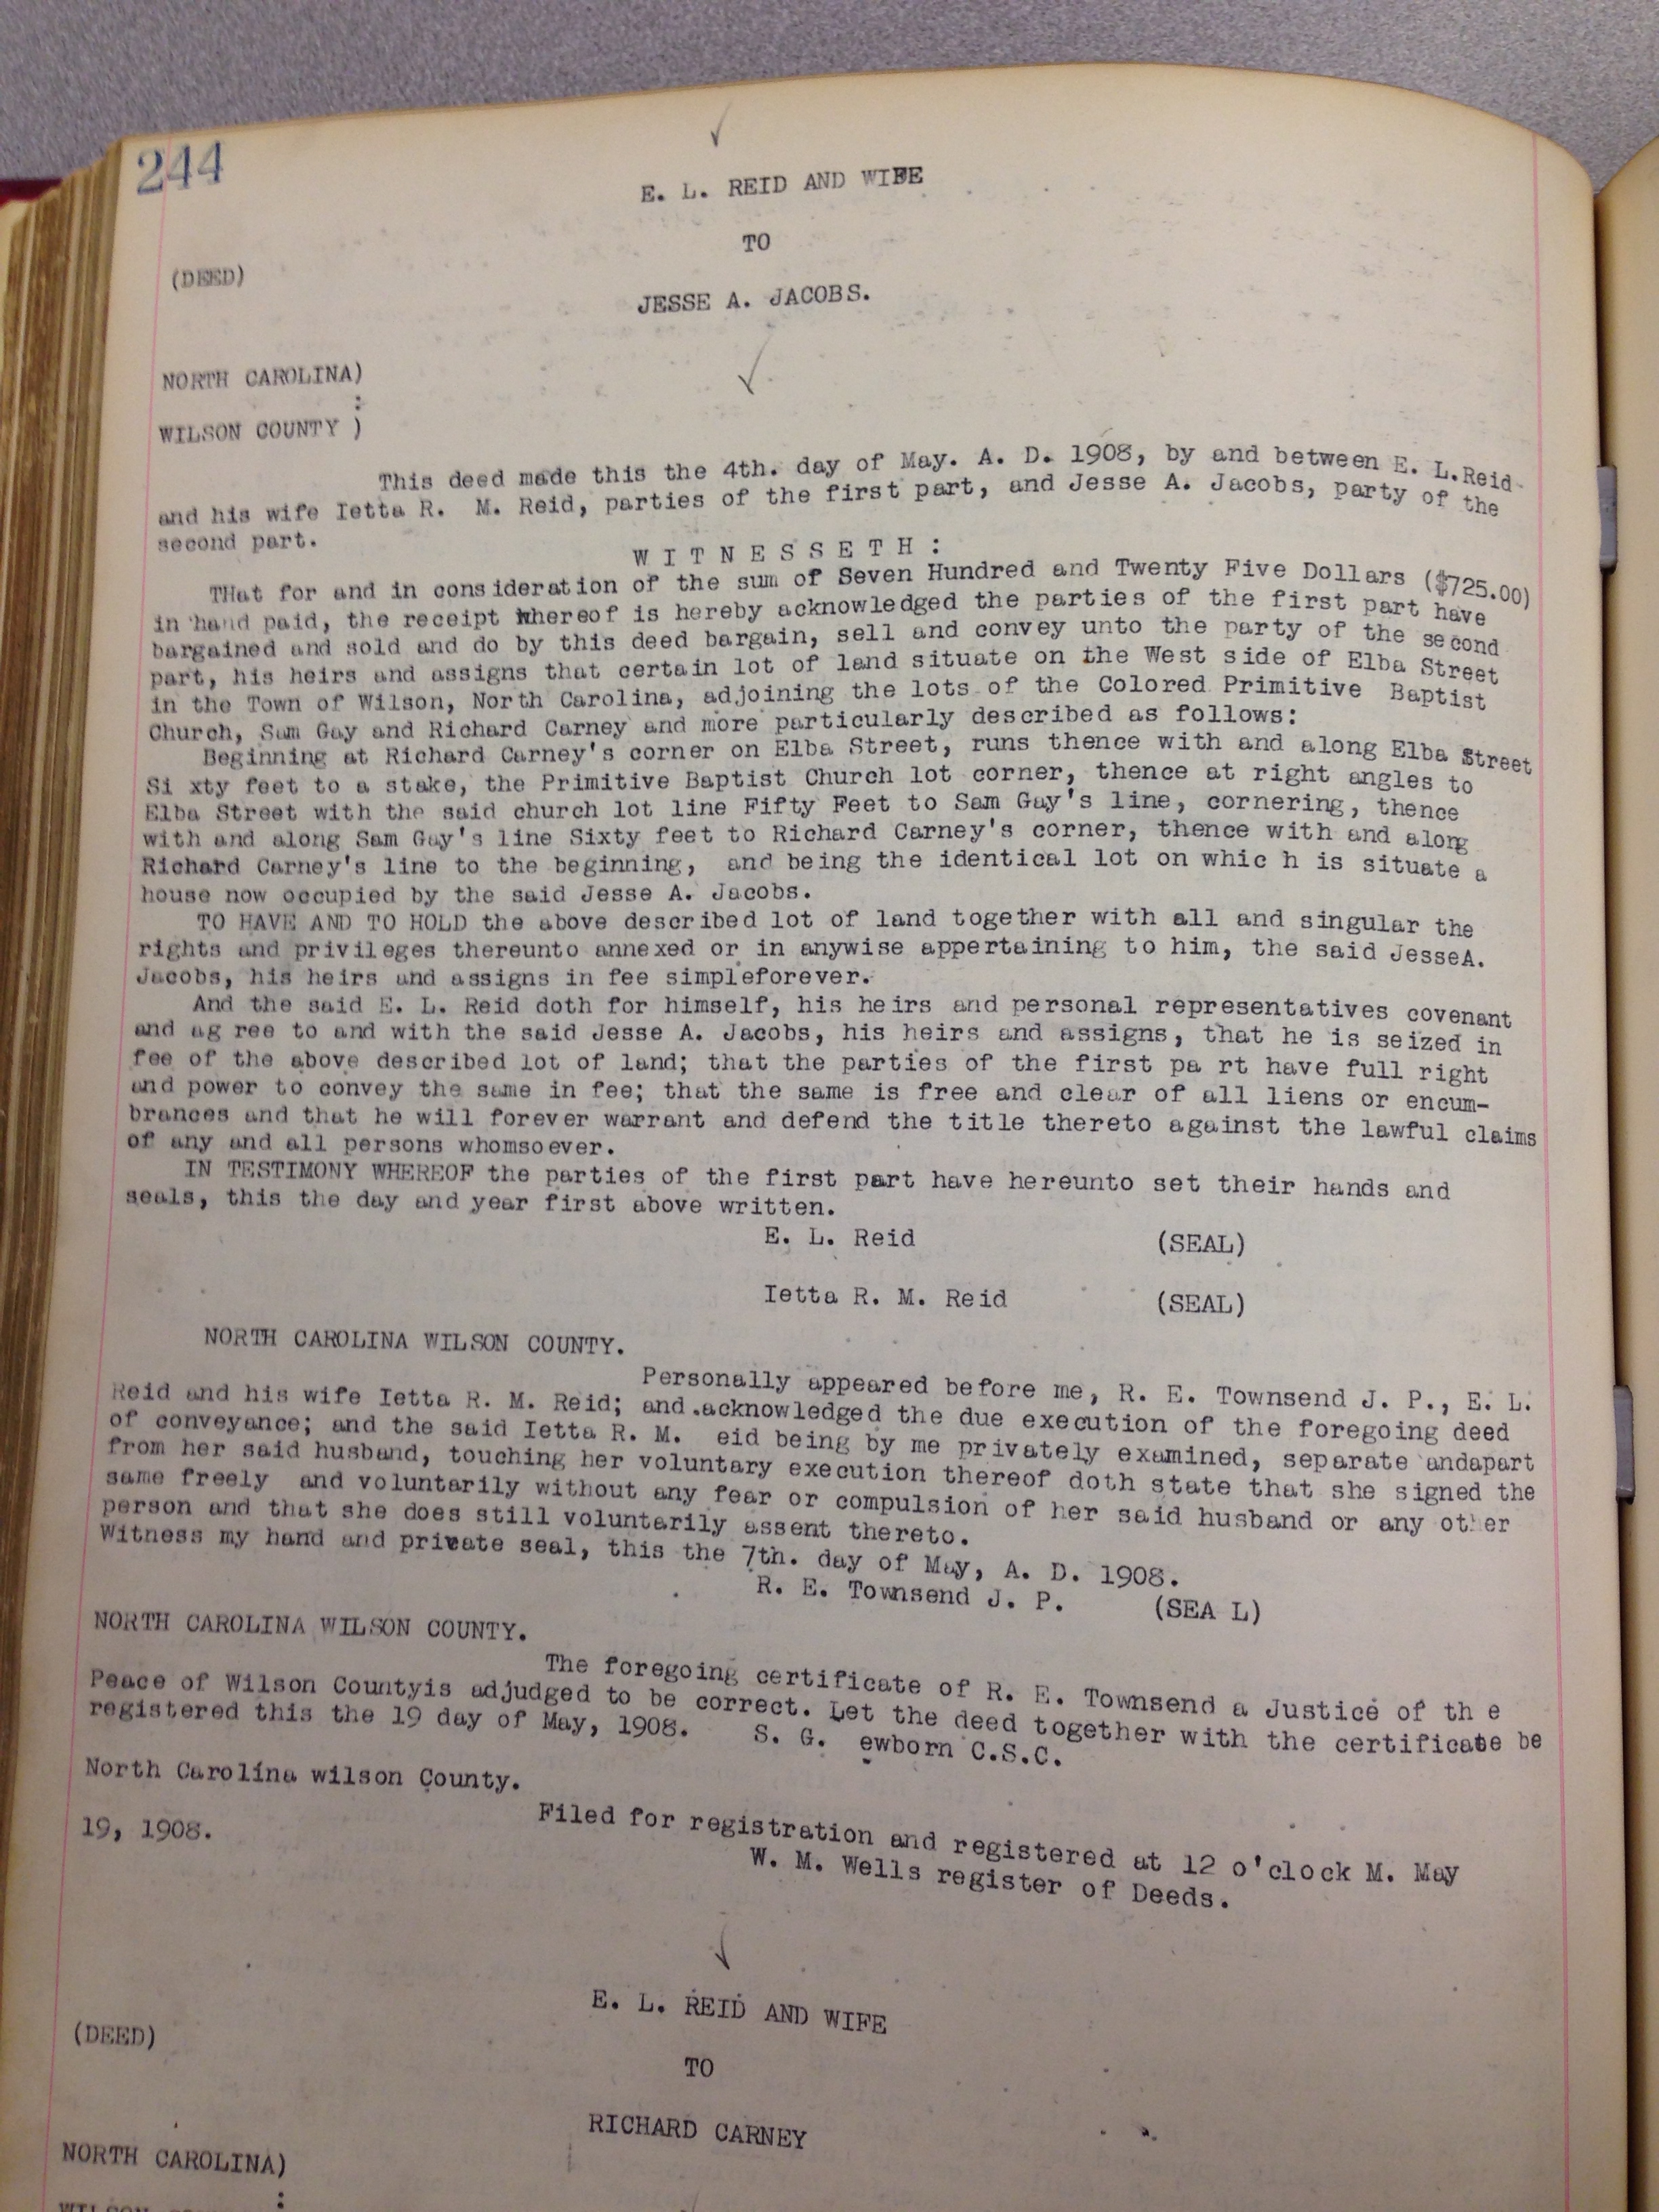 244
E. L. REID AND WIFE
TO
(DEED)
JESSE A. JACOBS.
NORTH CAROLINA)
:
WILSON COUNTY )
This deed made this the 4th. day of May. A. D. 1908, by and between E. L.Reid
and his wife Ietta R. M. Reid, parties of the first part, and Jesse A. Jacobs, party of the
second part.
W I T N E S S E T H :
THat for and in consideration of the sum of Seven Hundred and Twenty Five Dollars ($725.00)
in hand paid, the receipt whereof is hereby acknowledged the parties of the first part have
bargained and sold and do by this deed bargain, sell and convey unto the party of the second
part, his heirs and assigns that certain lot of land situate on the West side of Elba Street
in the Town of Wilson, North Carolina, adjoining the lots of the Colored Primitive Baptist
Church, Sam Gay and Richard Carney and more particularly described as follows:
Beginning at Richard Carney's corner on Elba Street, runs thence with and along Elba Street
Si xty feet to a stake, the Primitive Baptist Church lot corner, thence at right angles to
Elba Street with the said church lot line Fifty Feet to Sam Gay's line, cornering, thence
with and along Sam Gay's line Sixty feet to Richard Carney's corner, thence with and along
Richard Carney's line to the beginning, and being the identical lot on whic h is situate a
house now occupied by the said Jesse A. Jacobs.
TO HAVE AND TO HOLD the above described lot of land together with all and singular the
rights and privileges thereunto annexed or in anywise appertaining to him, the said JesseA.
Jacobs, his heirs and assigns in fee simpleforever.
And the said E. L. Reid doth for himself, his heirs and personal representatives covenant
and ag ree to and with the said Jesse A. Jacobs, his heirs and assigns, that he is seized in
fee of the above described lot of land; that the parties of the first pa rt have full right
and power to convey the same in fee; that the same is free and clear of all liens or encum-
brances and that he will forever warrant and defend the title thereto against the lawful claims
of any and all persons whomsoever.
IN TESTIMONY WHEREOF the parties of the first part have hereunto set their hands and
seals, this the day and year first above written.
E. L. Reid (SEAL)
Ietta R. M. Reid (SEAL)
NORTH CAROLINA WILSON COUNTY.
Personally appeared before me, R. E. Townsend J. P., E. L.
Reid and his wife Ietta R. M. Reid; and .acknowledged the due execution of the foregoing deed
of conveyance; and the said Ietta R. M. eid being by me privately examined, separate andapart
from her said husband, touching her voluntary execution thereof doth state that she signed the
same freely and voluntarily without any fear or compulsion of her said husband or any other
person and that she does still voluntarily assent thereto.
Witness my hand and private seal, this the 7th. day of May, A. D. 1908.
R. E. Townsend J. P. (SEA L)
NORTH CAROLINA WILSON COUNTY.
The foregoing certificate of R. E. Townsend a Justice of th e
Peace of Wilson Countyis adjudged to be correct. Let the deed together with the certificate be
registered this the 19 day of May, 1908. S. G. ewborn C.S.C.
North Carolina wilson County.
Filed for registration and registered at 12 o'clock M. May
19, 1908.
W. M. Wells register of Deeds.
E. L. REID AND WIFE
(DEED)
TO
RICHARD CARNEY
NORTH CAROLINA)
: